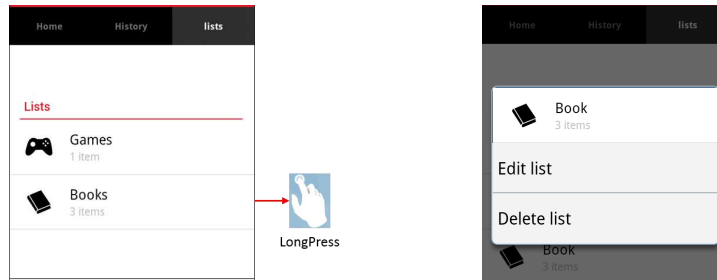 Home History lists
Lists
Games
1 item
Books
3 items
LongPress
Home History lists
Book
3 items
Edit list
Delete list
Book
3 items